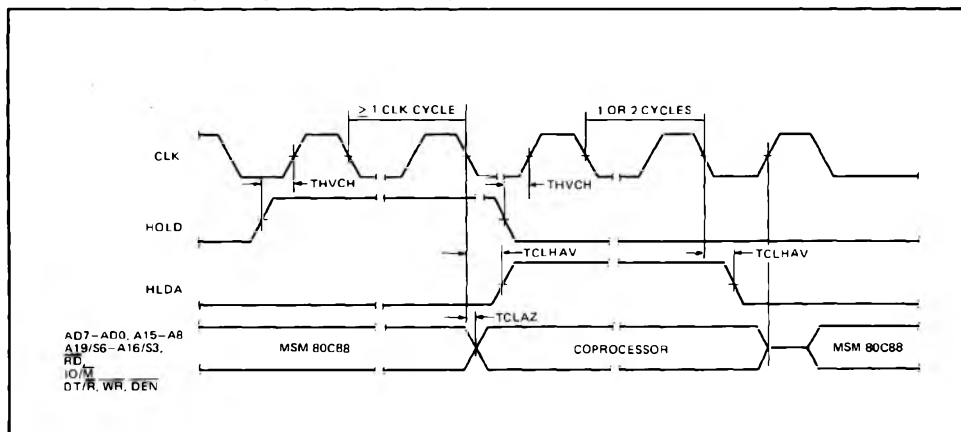 ≥ 1 CLK CYCLE
1 OR 2 CYCLES
CLK
THVCH
THVCH
HOLD
TCLHAV
TCLHAV
HLDA
TCLAZ
AD7-AD0, A15-A8
A19/S6-A16/S3,
RD,
IO/M
DT/R, WR, DEN
MSM 80C88
COPROCESSOR
MSM 80C88